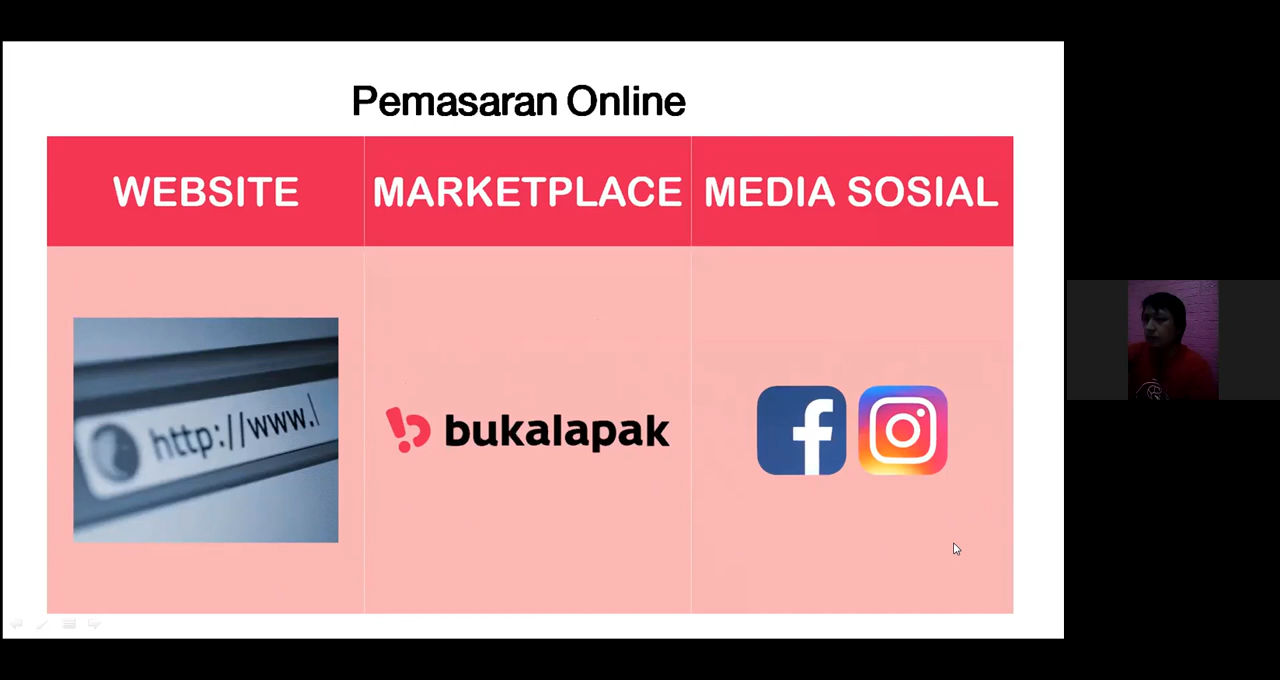 Pemasaran Online
WEBSITE
MARKETPLACE
MEDIA SOSIAL
http://www.
bukalapak